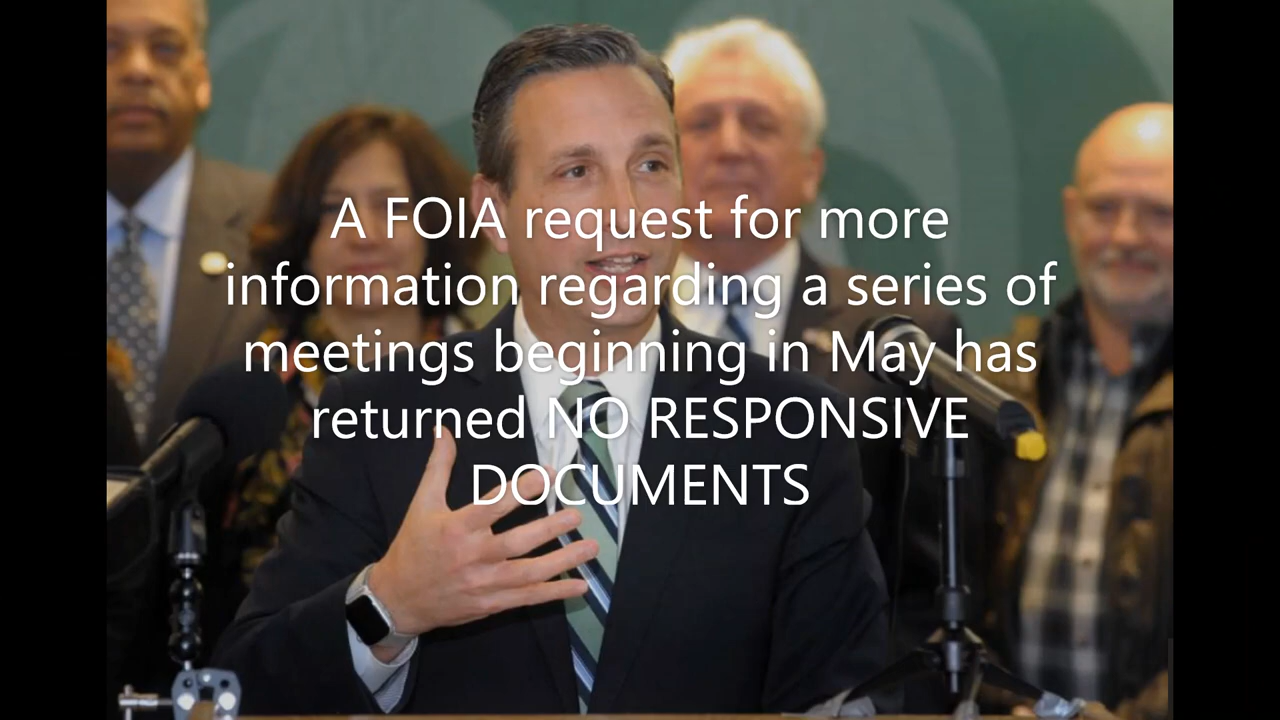 A FOIA request for more
information regarding a series of
meetings beginning in May has
returned NO RESPONSIVE
DOCUMENTS